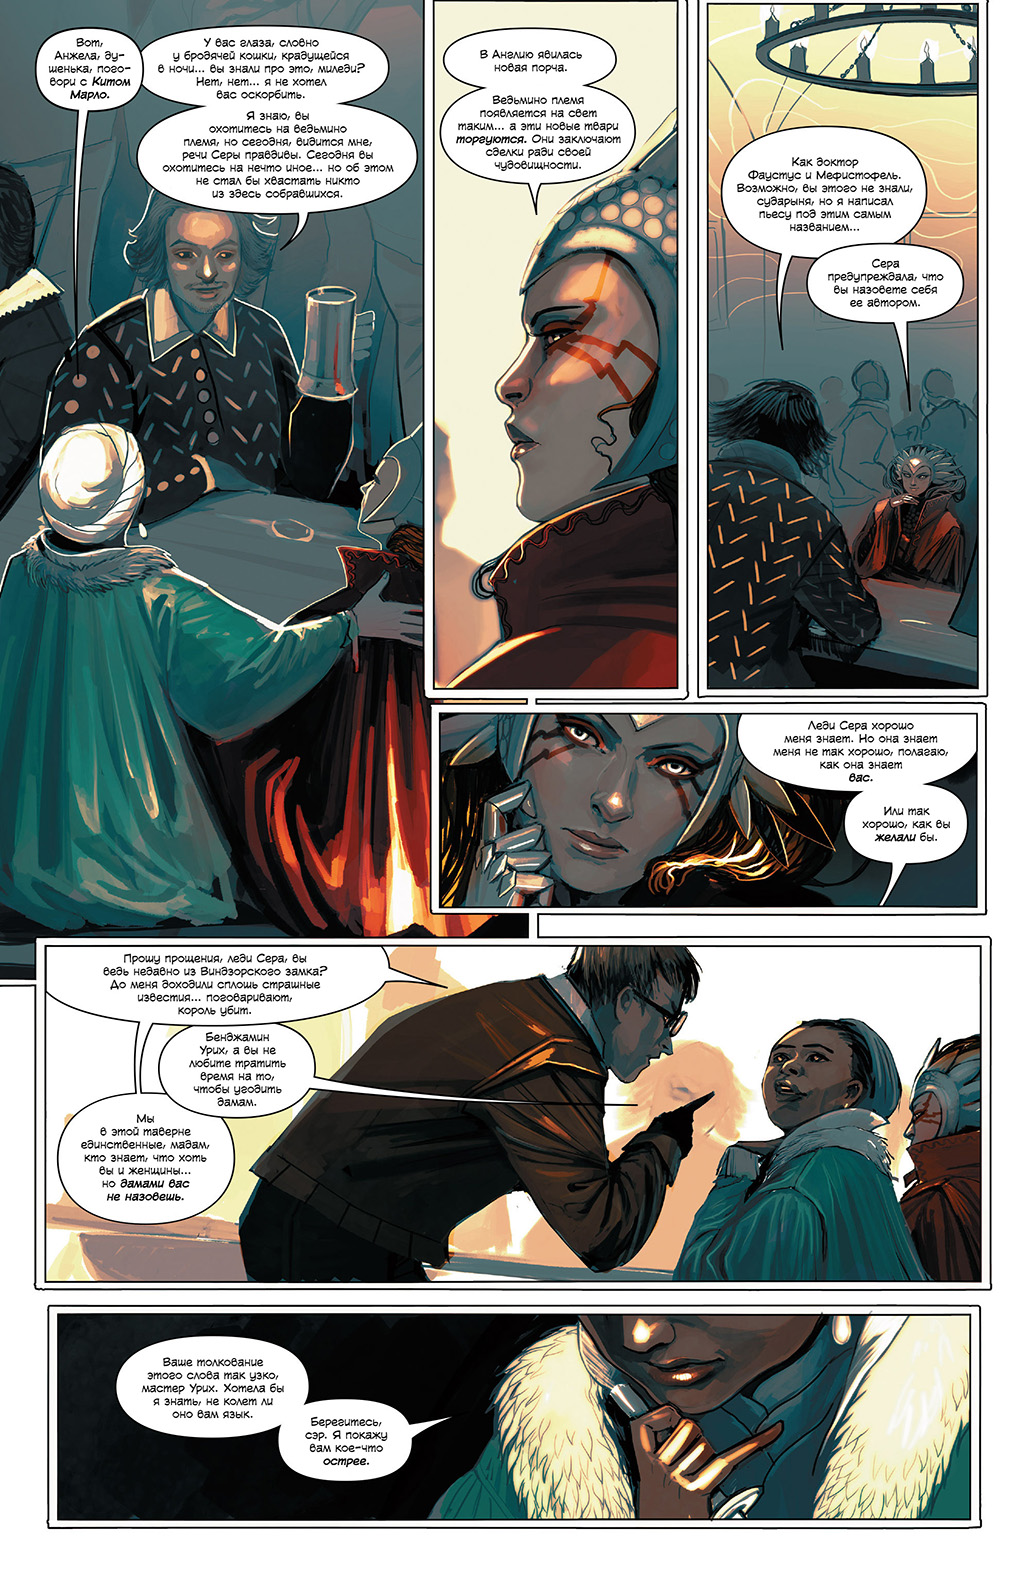 Вот,
Анжела, ду-
шенька, пого-
вори с Китом
Марло.
У вас глаза, словно
у бродячей кошки, крадущейся
в ночи... вы знали про это, миледи?
Нет, нет... я не хотел
вас оскорбить.
Я знаю, вы
охотитесь на ведьмино
племя, но сегодня, видится мне,
речи Серы правдивы. Сегодня вы
охотитесь на нечто иное... но об этом
не стал бы хвастать никто
из здесь собравшихся.
В Англию явилась
новая порча.
Ведьмино племя
появляется на свет
таким... а эти новые твари
торгуются. Они заключают
сделки ради своей
чудовищности.
Как доктор
Фаустус и Мефистофель.
Возможно, вы этого не знали,
сударыня, но я написал
пьесу под этим самым
названием...
Сера
предупреждала, что
вы назовете себя
ее автором.
Леди Сера хорошо
меня знает. Но она знает
меня не так хорошо, полагаю,
как она знает
вас.
Или так
хорошо, как вы
желали бы.
Прошу прощения, леди Сера, вы
ведь недавно из Виндзорского замка?
До меня доходили сплошь страшные
известия... поговаривают,
король убит.
Бенджамин
Урих, а вы не
любите тратить
время на то,
чтобы угодить
дамам.
Мы
в этой таверне
единственные, мадам,
кто знает, что хоть
вы и женщины...
но дамами вас
не назовешь.
Ваше толкование
этого слова так узко,
мастер Урих. Хотела бы
я знать, не колет ли
оно вам язык.
Берегитесь,
сэр. Я покажу
вам кое-что
острее.